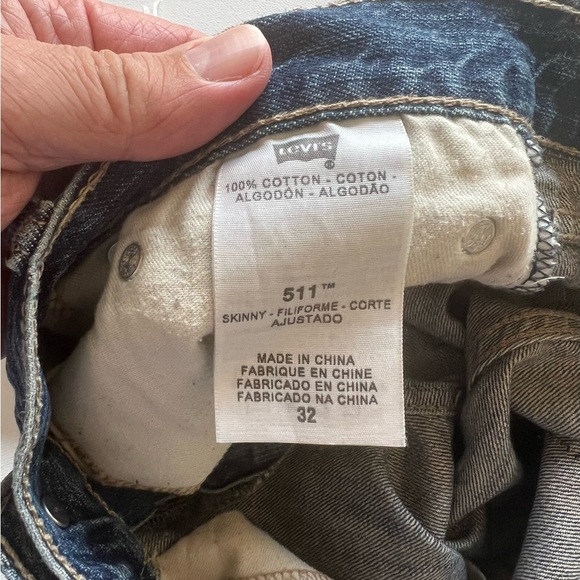 Levi's
®
100% COTTON - COTON -
ALGODÓN - ALGODÃO
511™
SKINNY - FILIFORME - CORTE
AJUSTADO
MADE IN CHINA
FABRIQUE EN CHINE
FABRICADO EN CHINA
FABRICADO NA CHINA
32